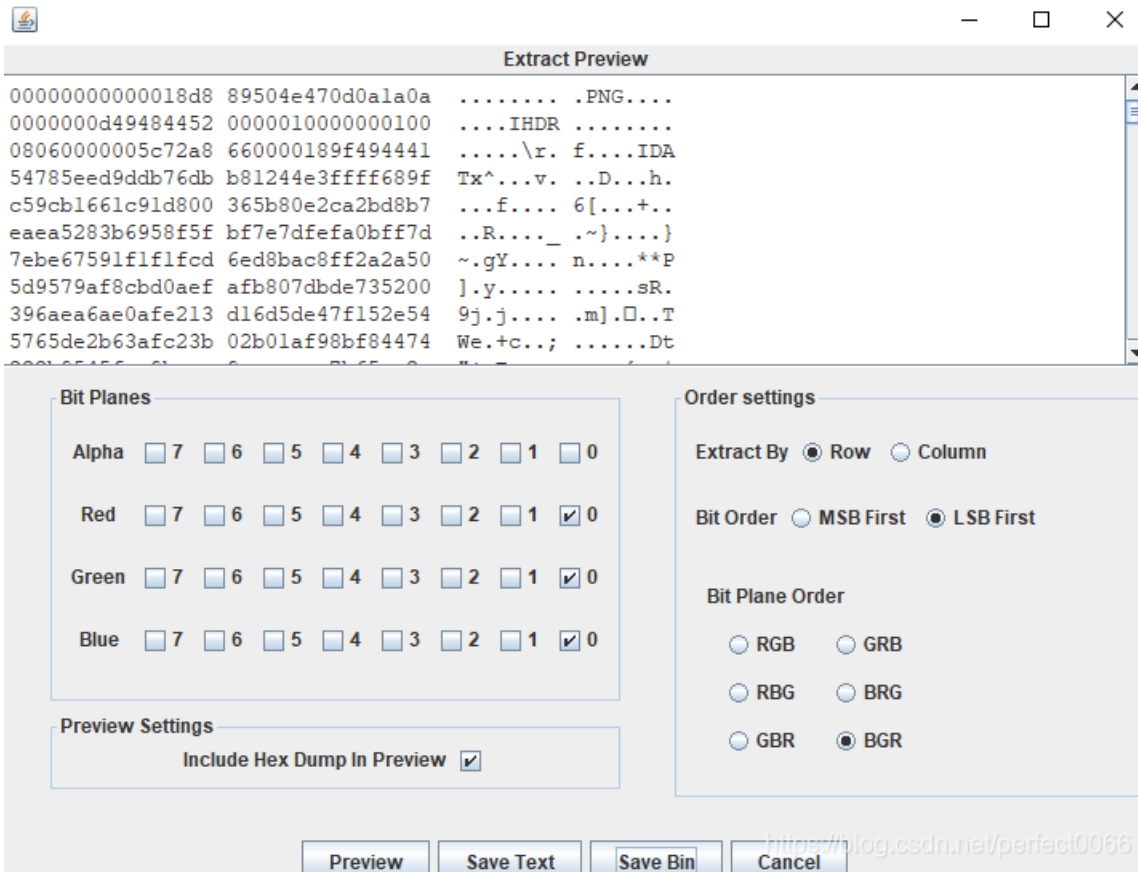 Extract Preview
00000000000018d8 89504e470d0a1a0a ........ .PNG....
0000000d49484452 0000010000000100 ....IHDR ........
08060000005c72a8 660000189f494441 .....\r. f....IDA
54785eed9ddb76db b81244e3ffff689f Tx^...v. ..D...h.
c59cb1661c91d800 365b80e2ca2bd8b7 ...f.... 6[...+..
eaea5283b6958f5f bf7e7dfefa0bff7d ..R...._ .~}....}
7ebe67591f1f1fcd 6ed8bac8ff2a2a50 ~.gY.... n....**P
5d9579af8cbd0aef afb807dbde735200 ].y..... .....sR.
396aea6ae0afe213 d16d5de47f152e54 9j.j.... .m].□..T
5765de2b63afc23b 02b01af98bf84474 We.+c..; ......Dt
Bit Planes
Alpha 7 6 5 4 3 2 1 0
Red 7 6 5 4 3 2 1 0
Green 7 6 5 4 3 2 1 0
Blue 7 6 5 4 3 2 1 0
Preview Settings
Include Hex Dump In Preview
Order settings
Extract By Row Column
Bit Order MSB First LSB First
Bit Plane Order
RGB GRB
RBG BRG
GBR BGR
Preview Save Text Save Bin Cancel
https://blog.csdn.net/perfect0066